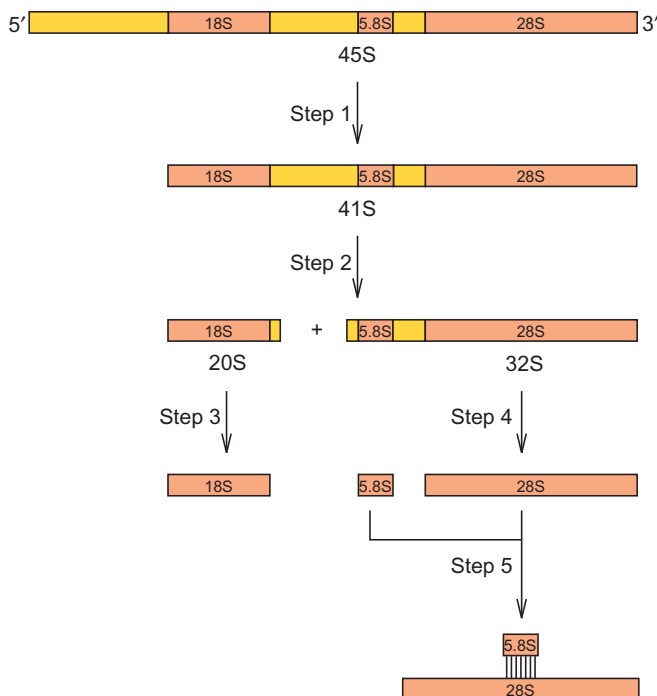 5′ 18S 5.8S 28S 3′
45S
Step 1
18S 5.8S 28S
41S
Step 2
18S + 5.8S 28S
20S 32S
Step 3 Step 4
18S 5.8S 28S
Step 5
5.8S
28S